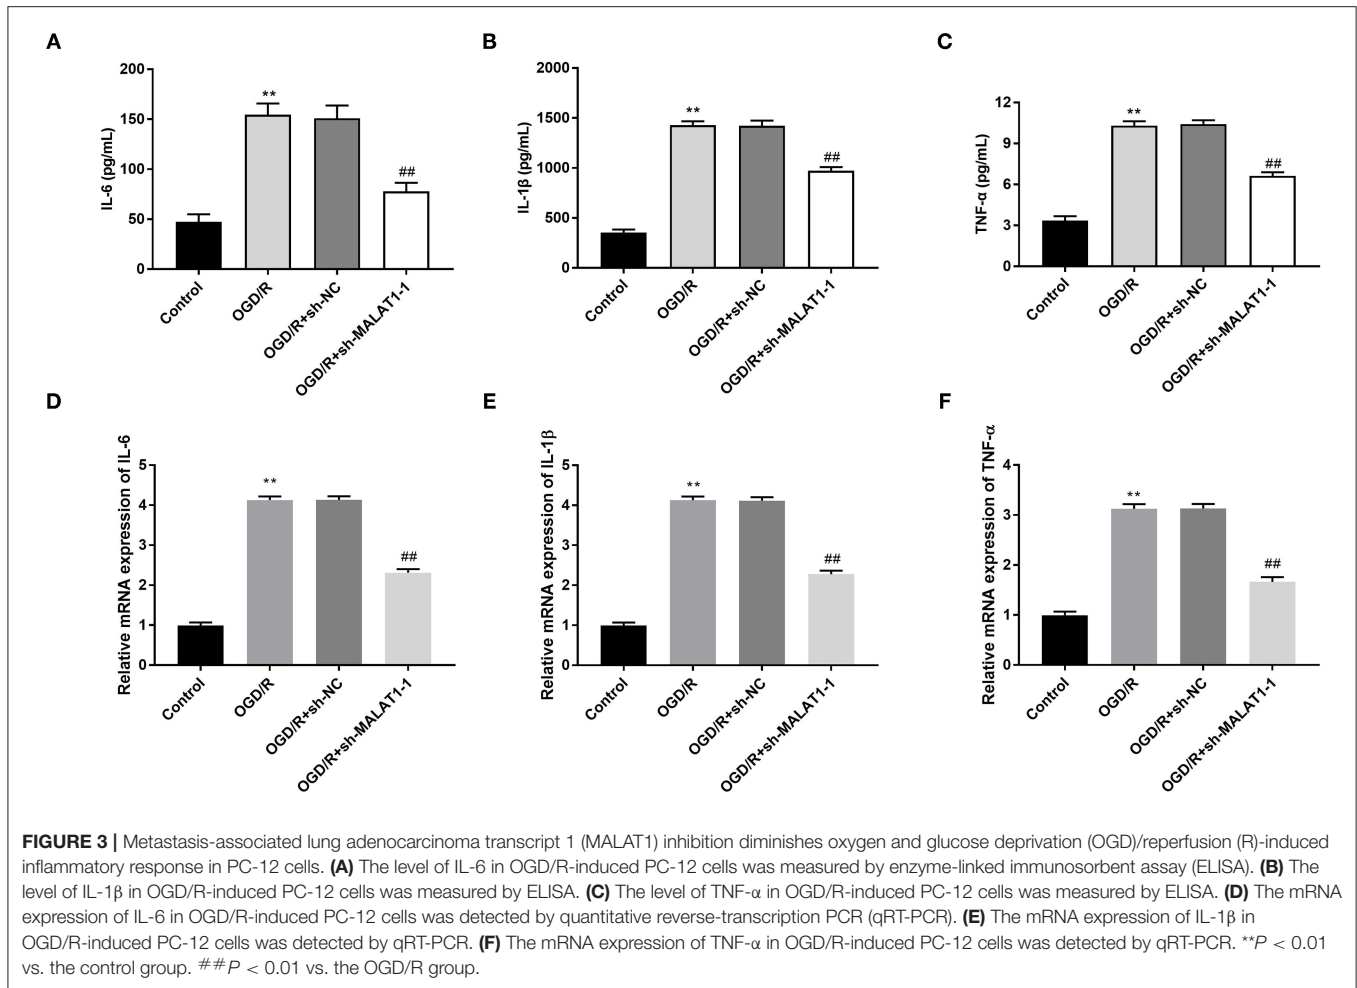 A
IL-6 (pg/mL)
200
150
100
50
0
**
##
Control
OGD/R
OGD/R+sh-NC
OGD/R+sh-MALAT1-1
B
IL-1β (pg/mL)
2000
1500
1000
500
0
**
##
Control
OGD/R
OGD/R+sh-NC
OGD/R+sh-MALAT1-1
C
TNF-α (pg/mL)
12
9
6
3
0
**
##
Control
OGD/R
OGD/R+sh-NC
OGD/R+sh-MALAT1-1
D
Relative mRNA expression of IL-6
5
4
3
2
1
0
**
##
Control
OGD/R
OGD/R+sh-NC
OGD/R+sh-MALAT1-1
E
Relative mRNA expression of IL-1β
5
4
3
2
1
0
**
##
Control
OGD/R
OGD/R+sh-NC
OGD/R+sh-MALAT1-1
F
Relative mRNA expression of TNF-α
4
3
2
1
0
**
##
Control
OGD/R
OGD/R+sh-NC
OGD/R+sh-MALAT1-1
FIGURE 3 | Metastasis-associated lung adenocarcinoma transcript 1 (MALAT1) inhibition diminishes oxygen and glucose deprivation (OGD)/reperfusion (R)-induced
inflammatory response in PC-12 cells. (A) The level of IL-6 in OGD/R-induced PC-12 cells was measured by enzyme-linked immunosorbent assay (ELISA). (B) The
level of IL-1β in OGD/R-induced PC-12 cells was measured by ELISA. (C) The level of TNF-α in OGD/R-induced PC-12 cells was measured by ELISA. (D) The mRNA
expression of IL-6 in OGD/R-induced PC-12 cells was detected by quantitative reverse-transcription PCR (qRT-PCR). (E) The mRNA expression of IL-1β in
OGD/R-induced PC-12 cells was detected by qRT-PCR. (F) The mRNA expression of TNF-α in OGD/R-induced PC-12 cells was detected by qRT-PCR. **P < 0.01
vs. the control group. ##P < 0.01 vs. the OGD/R group.